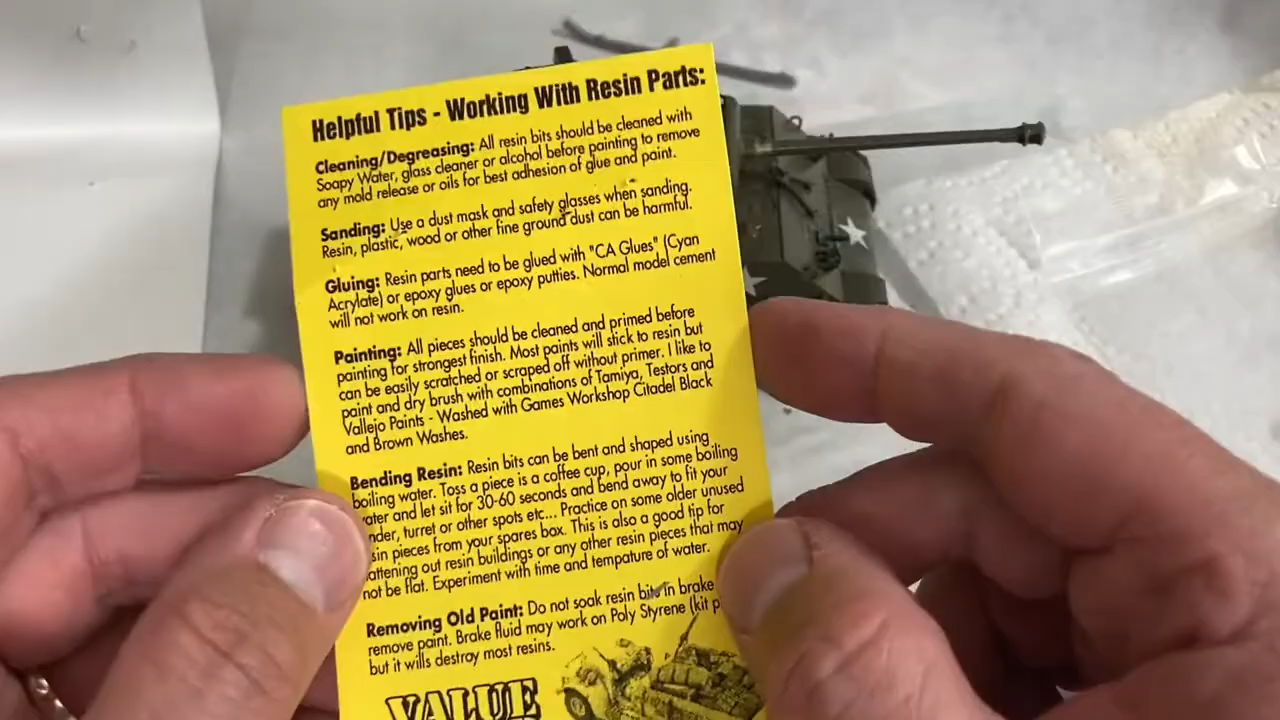 Helpful Tips - Working With Resin Parts:
Cleaning/Degreasing: All resin bits should be cleaned with
Soapy Water, glass cleaner or alcohol before painting to remove
any mold release or oils for best adhesion of glue and paint.
Sanding: Use a dust mask and safety glasses when sanding.
Resin, plastic, wood or other fine ground dust can be harmful.
Gluing: Resin parts need to be glued with "CA Glues" (Cyan
Acrylate) or epoxy glues or epoxy putties. Normal model cement
will not work on resin.
Painting: All pieces should be cleaned and primed before
painting for strongest finish. Most paints will stick to resin but
can be easily scratched or scraped off without primer. I like to
paint and dry brush with combinations of Tamiya, Testors and
Vallejo Paints - Washed with Games Workshop Citadel Black
and Brown Washes.
Bending Resin: Resin bits can be bent and shaped using
boiling water. Toss a piece is a coffee cup, pour in some boiling
ater and let sit for 30-60 seconds and bend away to fit your
nder, turret or other spots etc... Practice on some older unused
sin pieces from your spares box. This is also a good tip for
attening out resin buildings or any other resin pieces that may
not be flat. Experiment with time and tempature of water.
Removing Old Paint: Do not soak resin bits in brake
remove paint. Brake fluid may work on Poly Styrene (kit p
but it wills destroy most resins.
VALUE